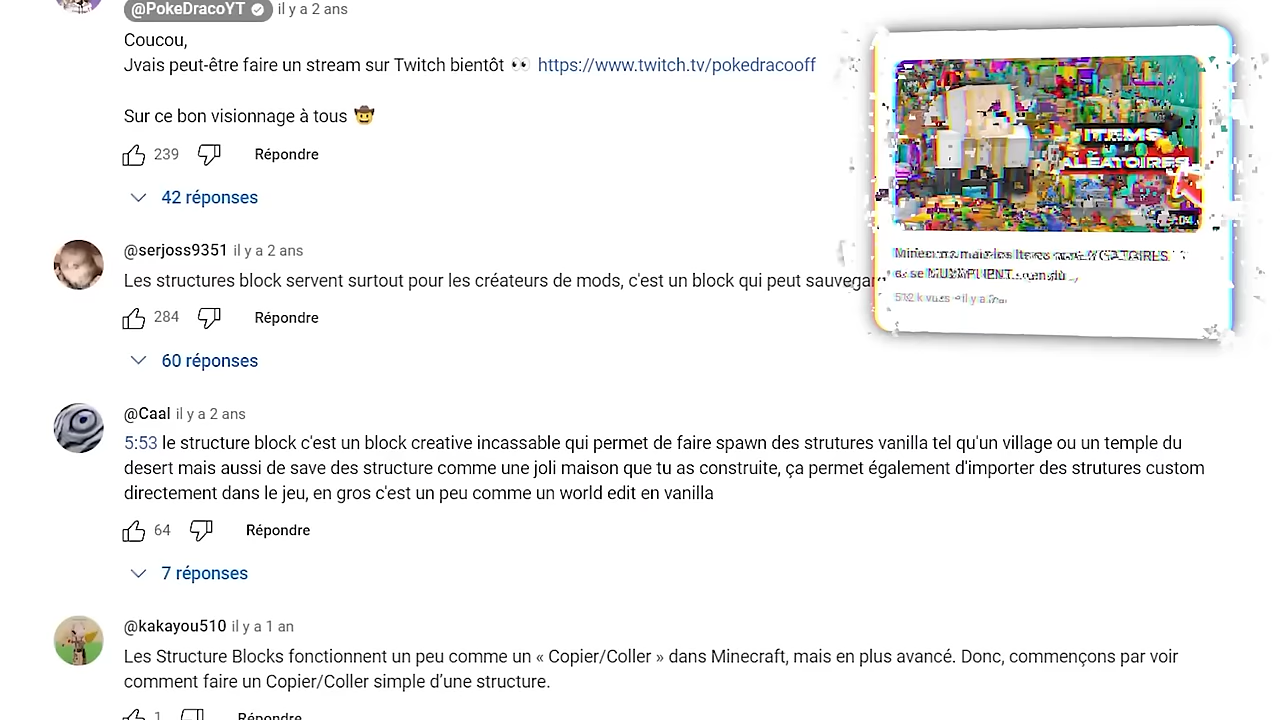 @PokeDracoYT il y a 2 ans
Coucou,
Jvais peut-être faire un stream sur Twitch bientôt 👀 https://www.twitch.tv/pokedracooff
Sur ce bon visionnage à tous 🤠
239 Répondre
42 réponses
@serjoss9351 il y a 2 ans
Les structures block servent surtout pour les créateurs de mods, c'est un block qui peut
284 Répondre
60 réponses
@Caal il y a 2 ans
5:53 le structure block c'est un block creative incassable qui permet de faire spawn des strutures vanilla tel qu'un village ou un temple du
desert mais aussi de save des structure comme une joli maison que tu as construite, ça permet également d'importer des strutures custom
directement dans le jeu, en gros c'est un peu comme un world edit en vanilla
64 Répondre
7 réponses
@kakayou510 il y a 1 an
Les Structure Blocks fonctionnent un peu comme un « Copier/Coller » dans Minecraft, mais en plus avancé. Donc, commençons par voir
comment faire un Copier/Coller simple d’une structure.
1 Répondre
ITEMS
ALÉATOIRES